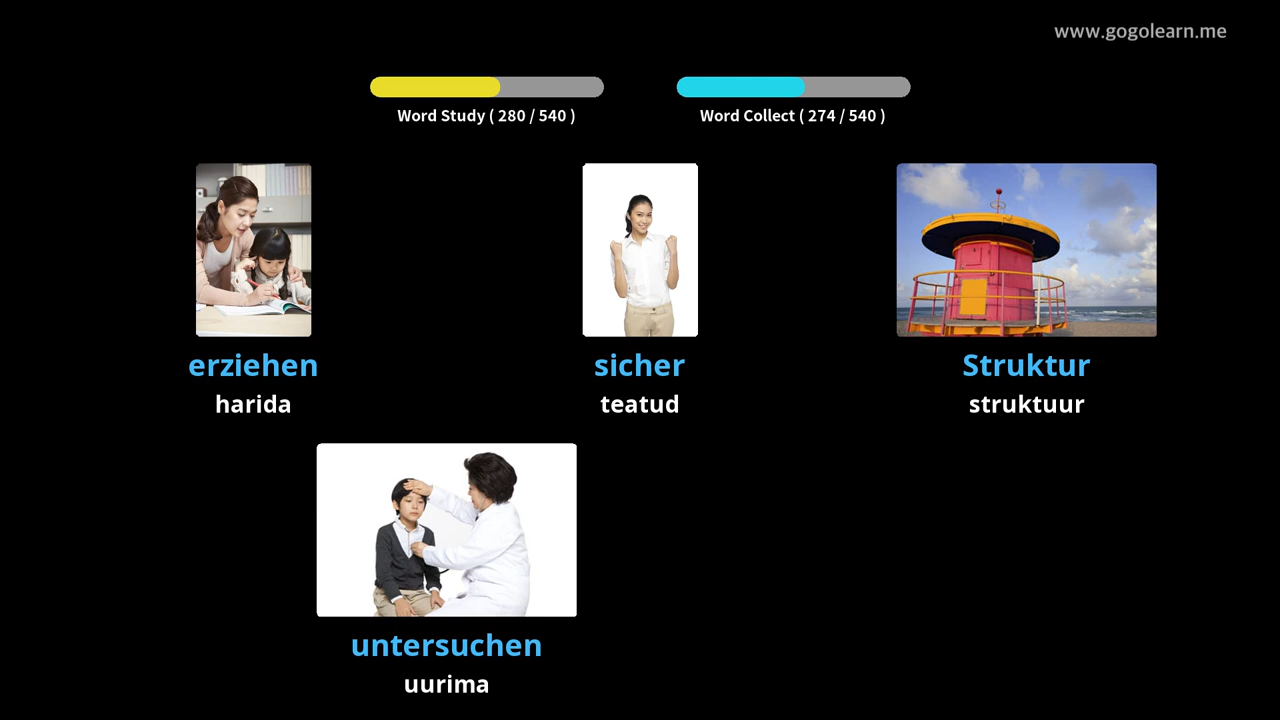 www.gogolearn.me
Word Study ( 280 / 540 )
Word Collect ( 274 / 540 )
erziehen
harida
sicher
teatud
Struktur
struktuur
untersuchen
uurima